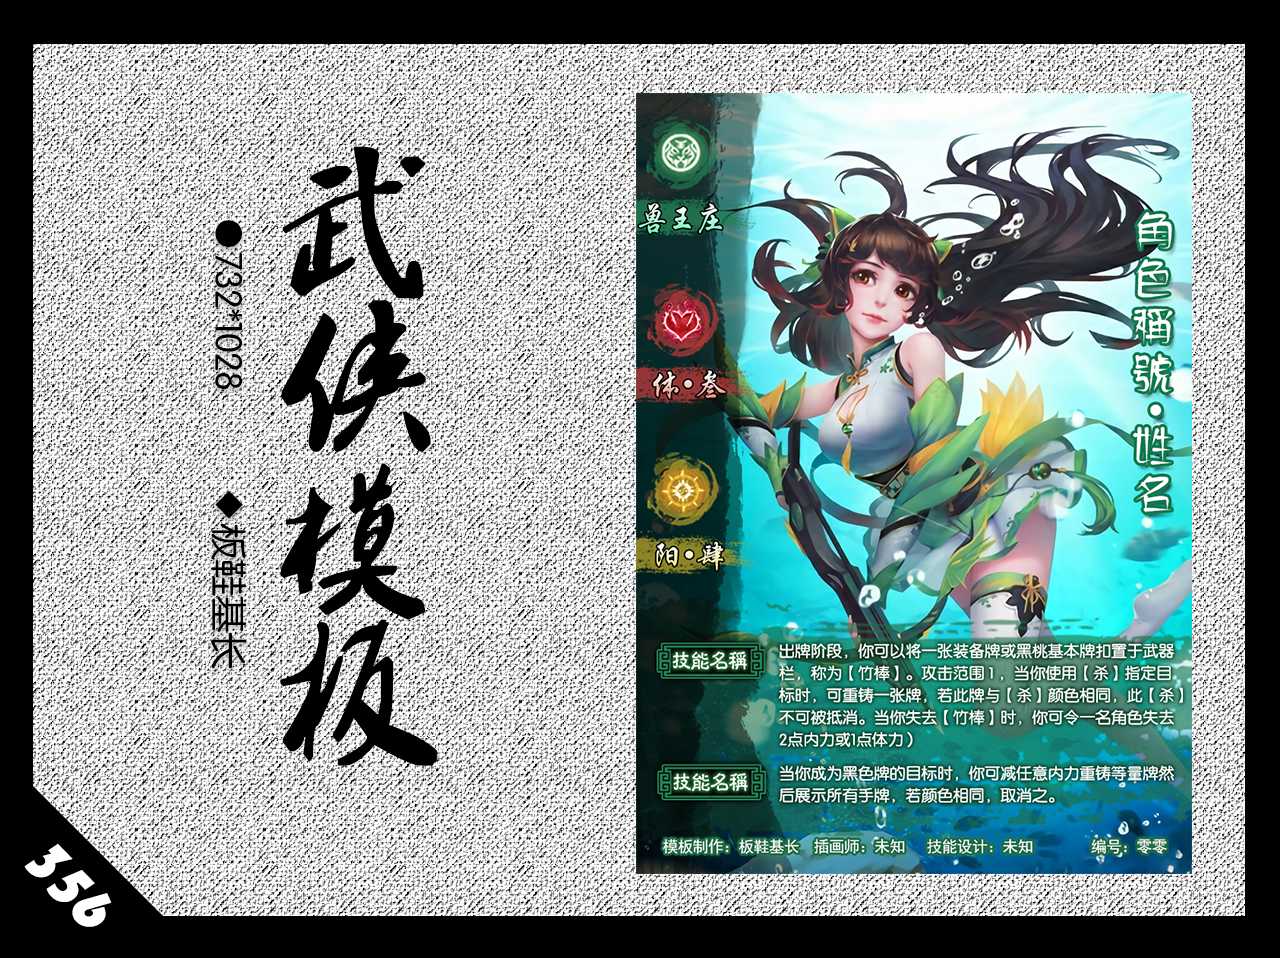 武侠模板
●732*1028
◆板鞋基长
356
兽王庄
体·叁
阳·肆
角色稱號·姓名
技能名稱
出牌阶段，你可以将一张装备牌或黑桃基本牌扣置于武器
栏，称为【竹棒】。攻击范围1，当你使用【杀】指定目
标时，可重铸一张牌，若此牌与【杀】颜色相同，此【杀】
不可被抵消。当你失去【竹棒】时，你可令一名角色失去
2点内力或1点体力）
技能名稱
当你成为黑色牌的目标时，你可减任意内力重铸等量牌然
后展示所有手牌，若颜色相同，取消之。
模板制作：板鞋基长 插画师：未知 技能设计：未知 编号：零零